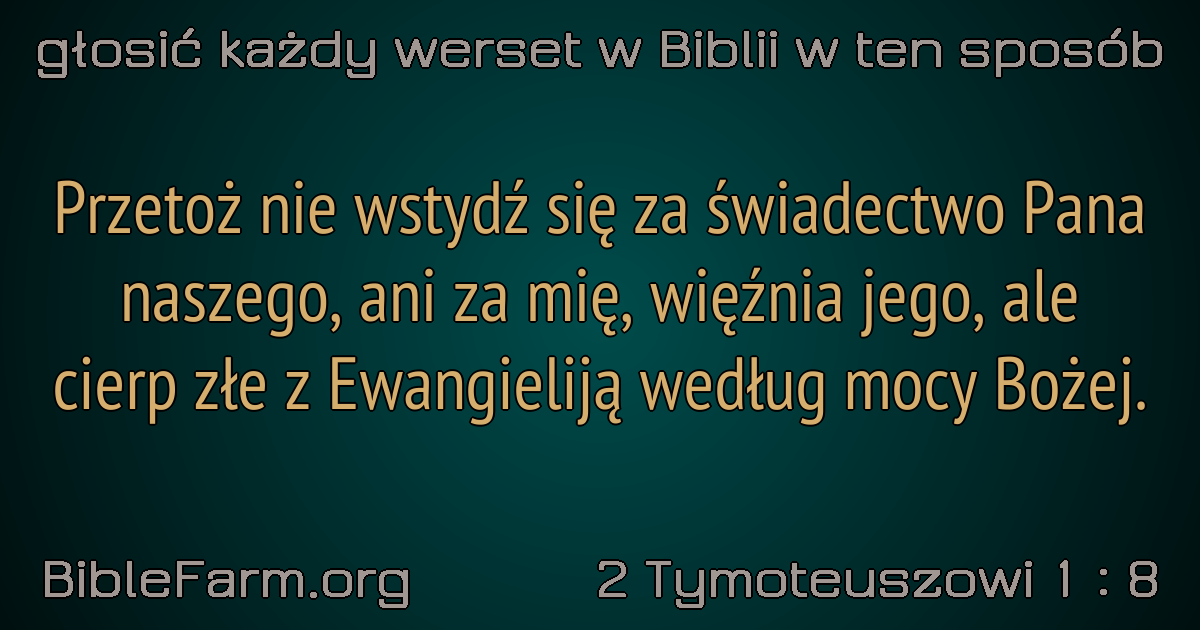 głosić każdy werset w Biblii w ten sposób
Przetoż nie wstydź się za świadectwo Pana
naszego, ani za mię, więźnia jego, ale
cierp złe z Ewangieliją według mocy Bożej.
BibleFarm.org
2 Tymoteuszowi 1 : 8